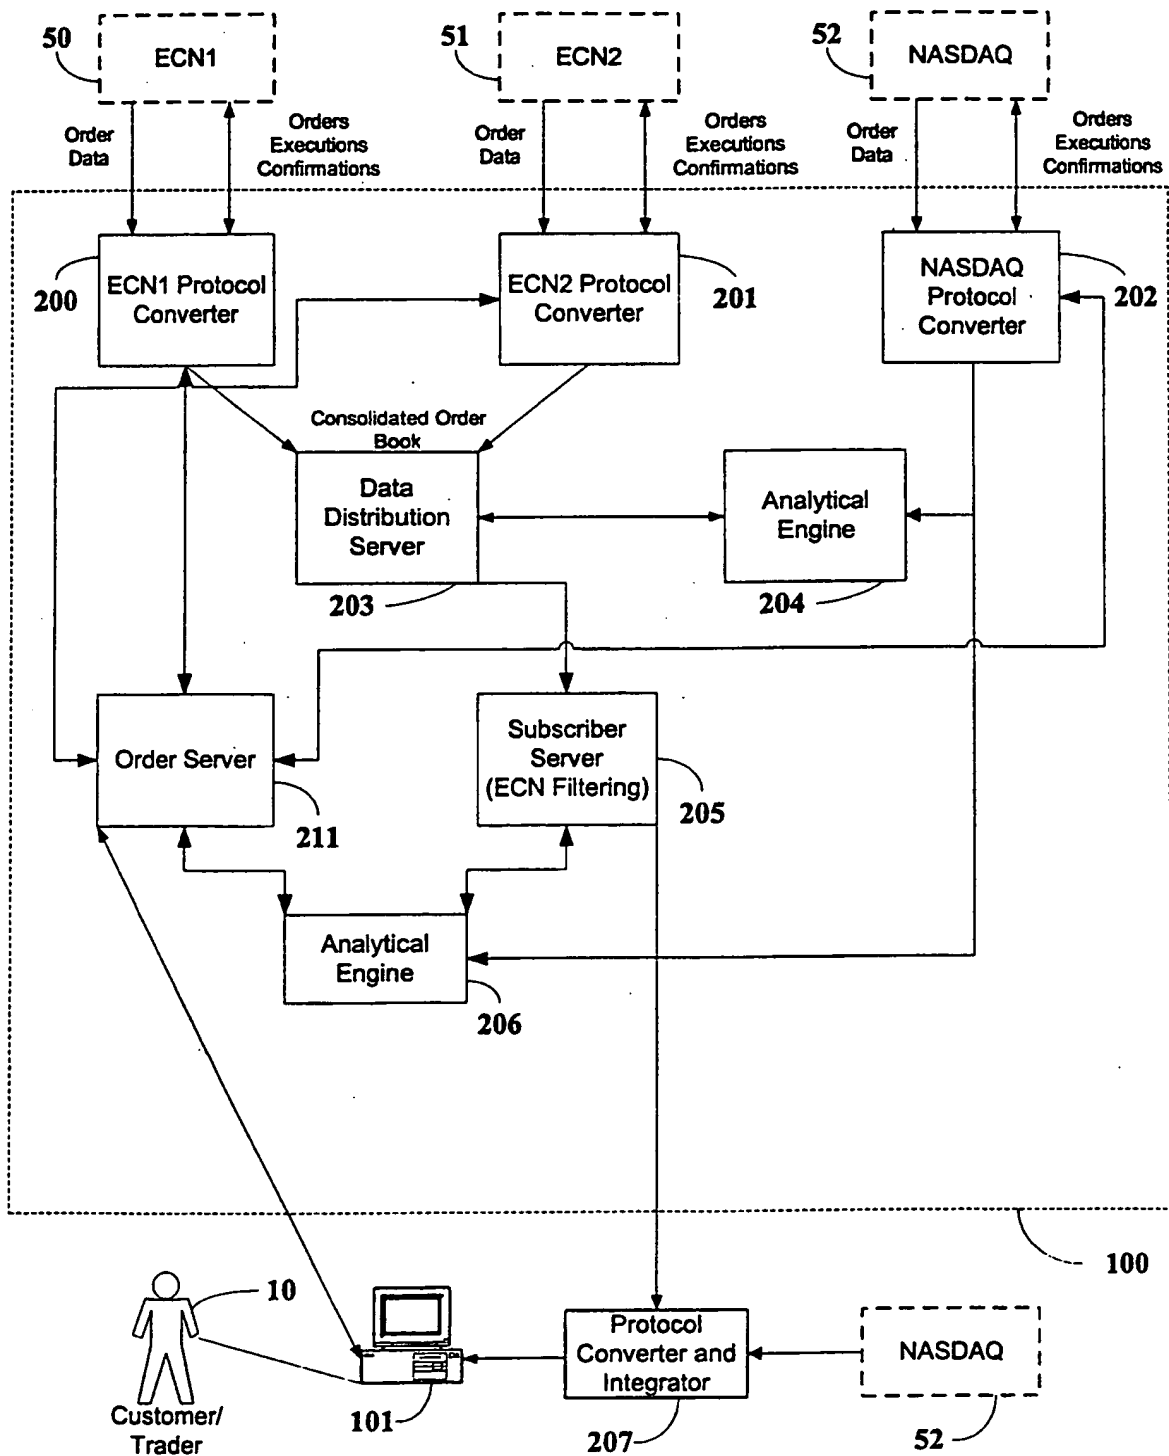 50
ECN1
51
ECN2
52
NASDAQ
Order
Data
Orders
Executions
Confirmations
Order
Data
Orders
Executions
Confirmations
Order
Data
Orders
Executions
Confirmations
200
ECN1 Protocol
Converter
ECN2 Protocol
Converter
201
NASDAQ
Protocol
Converter
202
Consolidated Order
Book
Data
Distribution
Server
203
Analytical
Engine
204
Order Server
211
Subscriber
Server
(ECN Filtering)
205
Analytical
Engine
206
100
10
Customer/
Trader
101
Protocol
Converter and
Integrator
207
NASDAQ
52